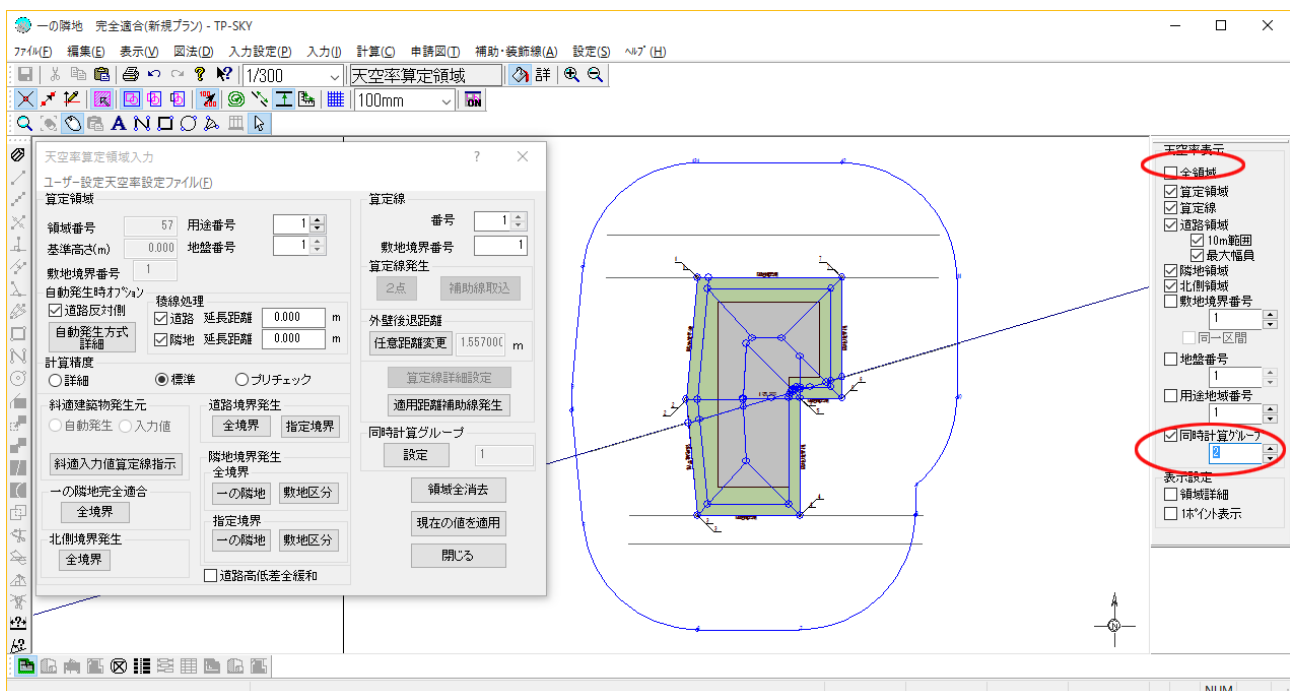 一の隣地　完全適合(新規プラン) - TP-SKY
ﾌｧｲﾙ(F) 編集(E) 表示(V) 図法(D) 入力設定(P) 入力(I) 計算(C) 申請図(T) 補助・装飾線(A) 設定(S) ﾍﾙﾌﾟ(H)
1/300 天空率算定領域 詳
100mm ON
天空率算定領域入力 ?
ユーザー設定天空率設定ファイル(F)
算定領域
領域番号 57 用途番号 1
基準高さ(m) 0.000 地盤番号 1
敷地境界番号 1
自動発生時ｵﾌﾟｼｮﾝ
道路反対側
自動発生方式
詳細
稜線処理
道路 延長距離 0.000 m
隣地 延長距離 0.000 m
計算精度
詳細 標準 プリチェック
斜適建築物発生元
自動発生 入力値
斜適入力値算定線指示
一の隣地完全適合
全境界
北側境界発生
全境界
道路境界発生
全境界 指定境界
隣地境界発生
全境界
一の隣地 敷地区分
指定境界
一の隣地 敷地区分
道路高低差全緩和
算定線
番号 1
敷地境界番号 1
算定線発生
2点 補助線取込
外壁後退距離
任意距離変更 1.557000 m
算定線詳細設定
適用距離補助線発生
同時計算グループ
設定 1
領域全消去
現在の値を適用
閉じる
天空率表示
全領域
算定領域
算定線
道路領域
10m範囲
最大幅員
隣地領域
北側領域
敷地境界番号
1
同一区間
地盤番号
1
用途地域番号
1
同時計算ｸﾞﾙｰﾌﾟ
2
表示設定
領域詳細
1ﾎﾟｲﾝﾄ表示
N
NUM